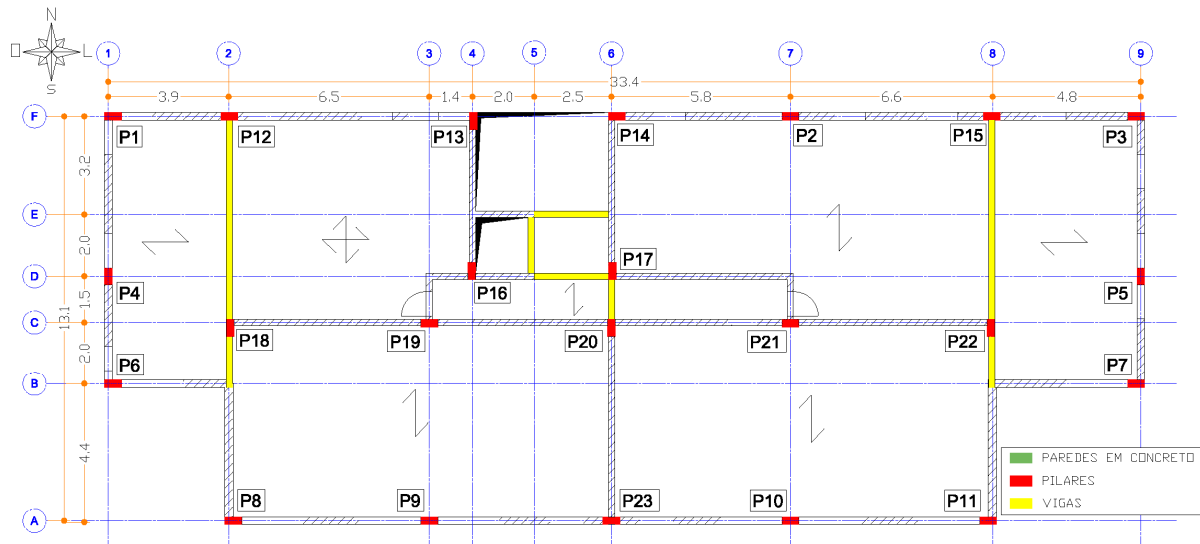 N
L
S
1 2 3 4 5 6 7 8 9
33.4
3.9 6.5 1.4 2.0 2.5 5.8 6.6 4.8
F
P1 P12 P13 P14 P2 P15 P3
3.2
E
2.0
D
P17
P4 P16 P5
1.5
13.1
C
P18 P19 P20 P21 P22
2.0
P6 P7
B
4.4
PAREDES EM CONCRETO
PILARES
VIGAS
P8 P9 P23 P10 P11
A